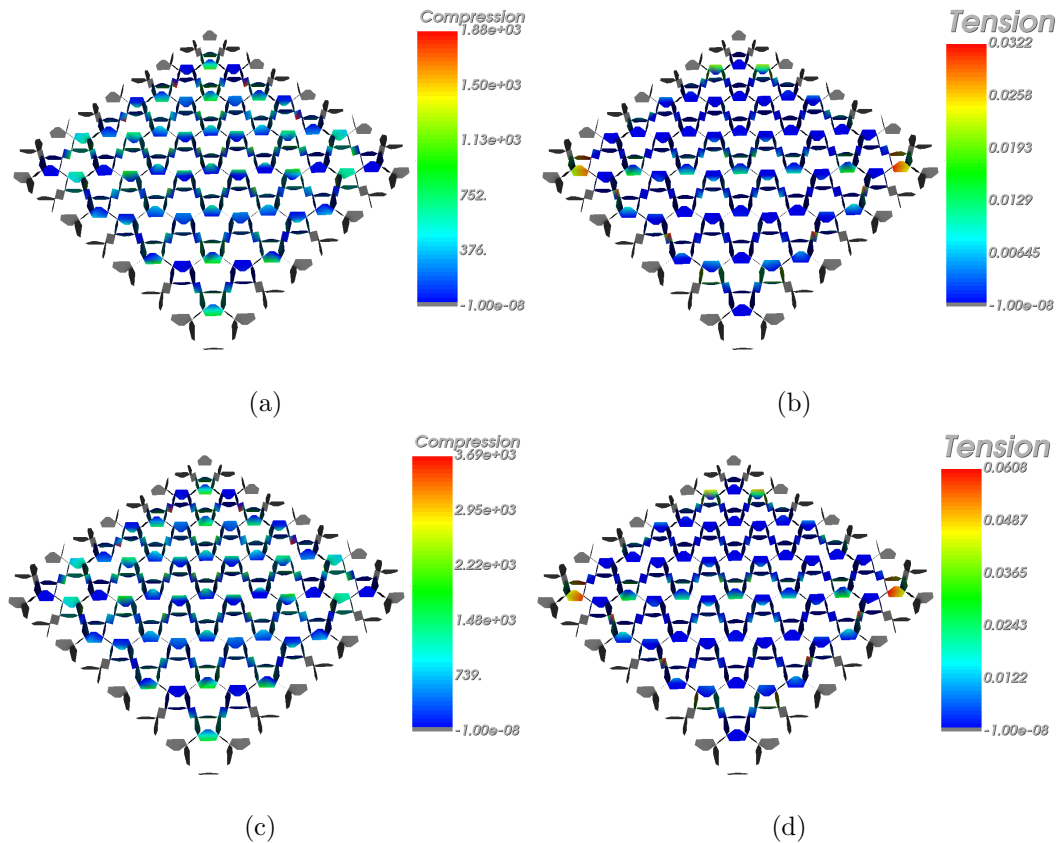 Compression
1.88e+03
1.50e+03
1.13e+03
752.
376.
-1.00e-08
Tension
0.0322
0.0258
0.0193
0.0129
0.00645
-1.00e-08
(a)
(b)
Compression
3.69e+03
2.95e+03
2.22e+03
1.48e+03
739.
-1.00e-08
Tension
0.0608
0.0487
0.0365
0.0243
0.0122
-1.00e-08
(c)
(d)